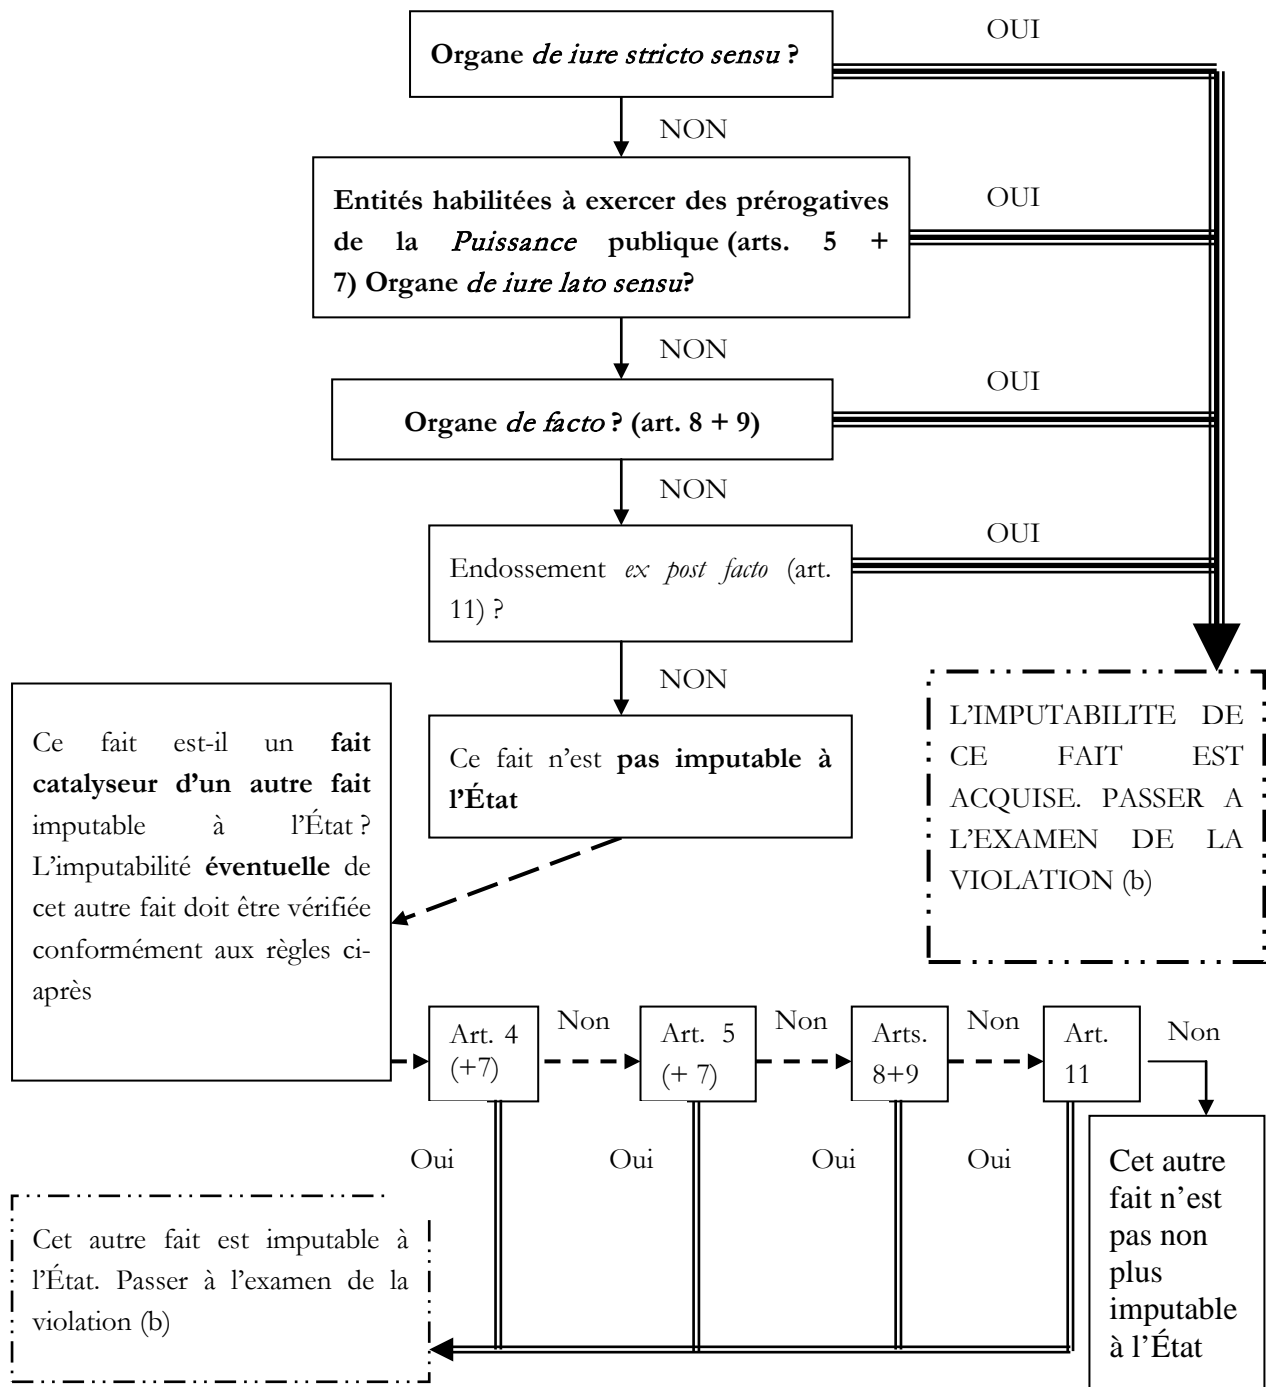 Organe de iure stricto sensu ?
OUI
NON
Entités habilitées à exercer des prérogatives
de la Puissance publique (arts. 5 +
7) Organe de iure lato sensu?
OUI
NON
Organe de facto ? (art. 8 + 9)
OUI
NON
Endossement ex post facto (art.
11) ?
OUI
NON
Ce fait n'est pas imputable à
l'État
L'IMPUTABILITE DE
CE FAIT EST
ACQUISE. PASSER A
L'EXAMEN DE LA
VIOLATION (b)
Ce fait est-il un fait
catalyseur d'un autre fait
imputable à l'État ?
L'imputabilité éventuelle de
cet autre fait doit être vérifiée
conformément aux règles ci-
après
Art. 4
(+7)
Non
Art. 5
(+ 7)
Non
Arts.
8+9
Non
Art.
11
Non
Oui
Oui
Oui
Oui
Cet autre fait est imputable à
l'État. Passer à l'examen de la
violation (b)
Cet autre
fait n'est
pas non
plus
imputable
à l'État